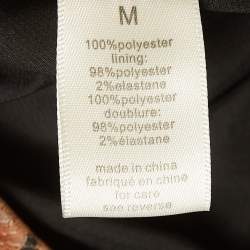 M
100%polyester
lining:
98%polyester
2%elastane
100%polyester
doublure:
98%polyester
2%élastane
made in china
fabriqué en chine
for care
see reverse